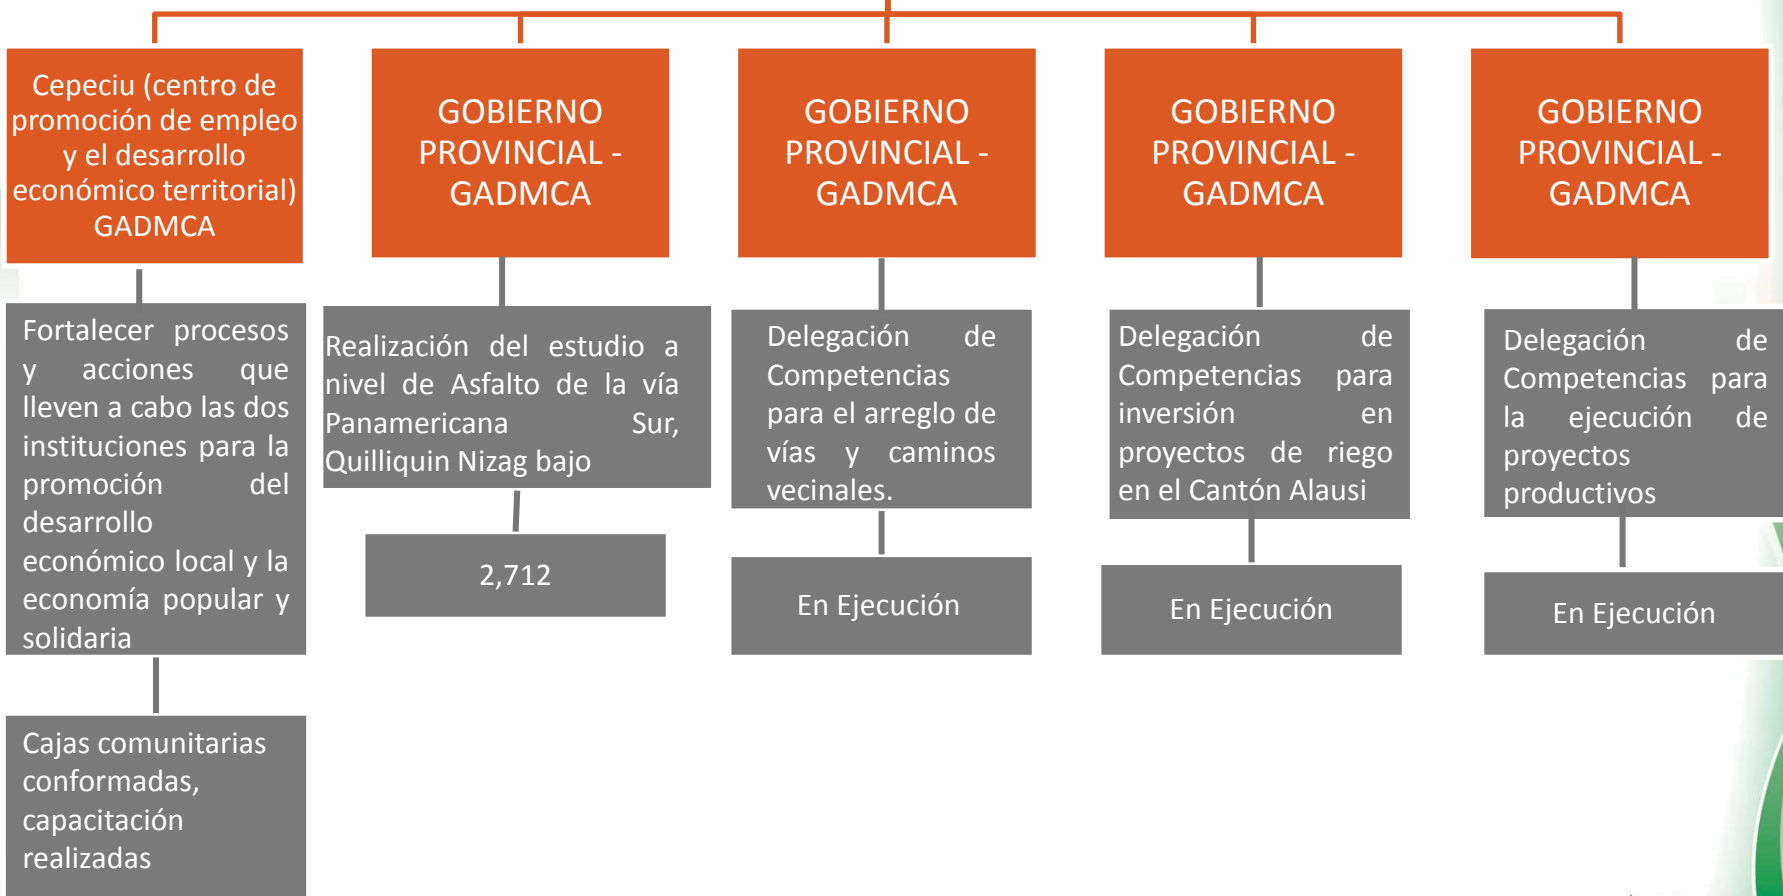 Cepeciu (centro de
promoción de empleo
y el desarrollo
económico territorial)
GADMCA
Fortalecer procesos
y acciones que
lleven a cabo las dos
instituciones para la
promoción del
desarrollo
económico local y la
economía popular y
solidaria
Cajas comunitarias
conformadas,
capacitación
realizadas
GOBIERNO
PROVINCIAL -
GADMCA
Realización del estudio a
nivel de Asfalto de la vía
Panamericana Sur,
Quilliquin Nizag bajo
2,712
GOBIERNO
PROVINCIAL -
GADMCA
Delegación de
Competencias
para el arreglo de
vías y caminos
vecinales.
En Ejecución
GOBIERNO
PROVINCIAL -
GADMCA
Delegación de
Competencias para
inversión en
proyectos de riego
en el Cantón Alausi
En Ejecución
GOBIERNO
PROVINCIAL -
GADMCA
Delegación de
Competencias para
la ejecución de
proyectos
productivos
En Ejecución